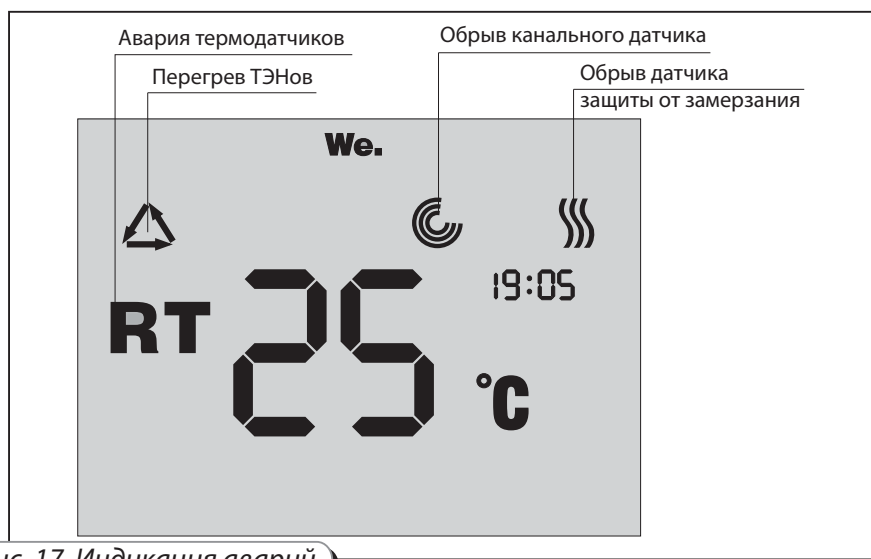 Авария термодатчиков
Обрыв канального датчика
Перегрев ТЭНов
Обрыв датчика
защиты от замерзания
We.
19:05
RT 25 °C
17. Индикация аварий